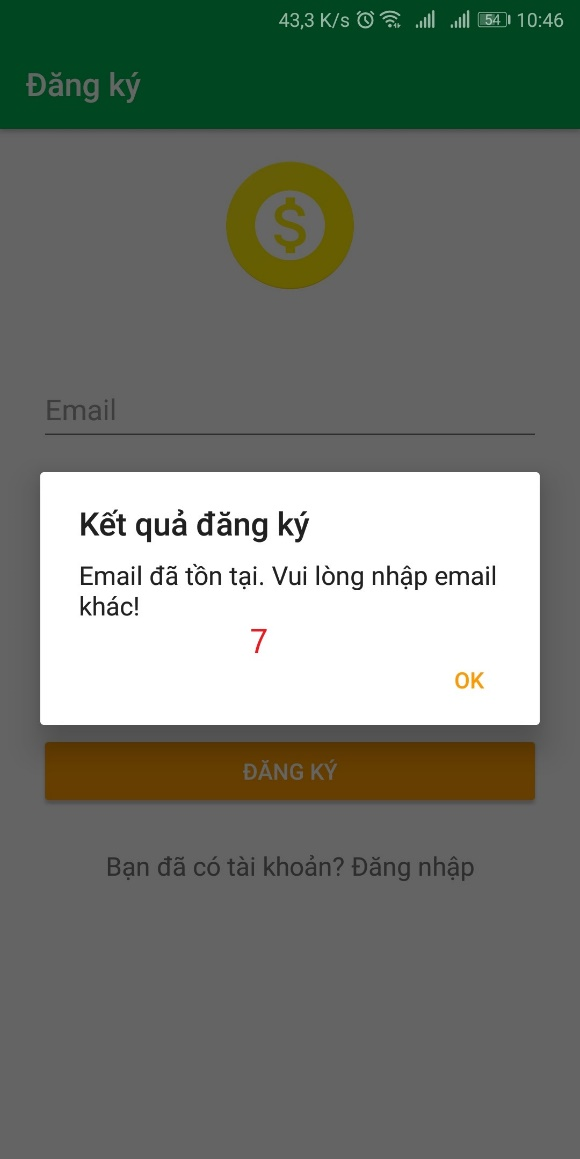 43,3 K/s 54 10:46
Đăng ký
$
Email
Kết quả đăng ký
Email đã tồn tại. Vui lòng nhập email
khác!
7
OK
ĐĂNG KÝ
Bạn đã có tài khoản? Đăng nhập